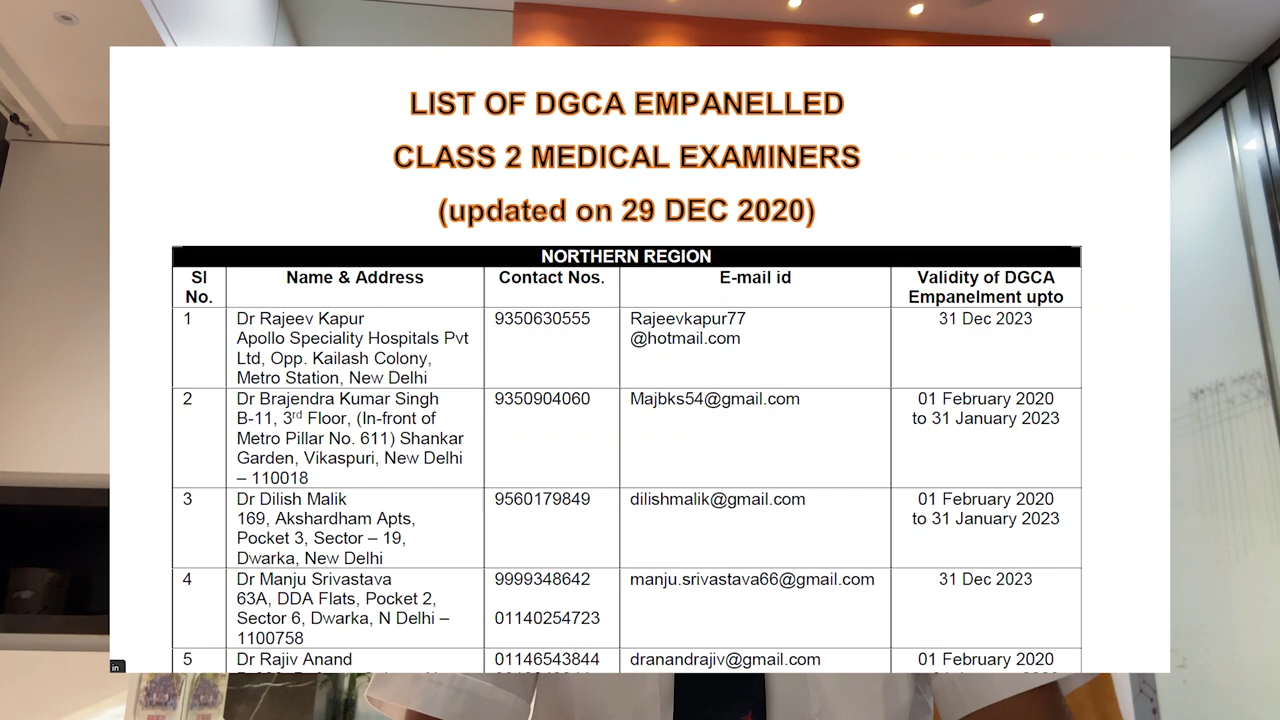 LIST OF DGCA EMPANELLED
CLASS 2 MEDICAL EXAMINERS
(updated on 29 DEC 2020)
NORTHERN REGION
Sl No. Name & Address Contact Nos. E-mail id Validity of DGCA Empanelment upto
1 Dr Rajeev Kapur 9350630555 Rajeevkapur77 31 Dec 2023
Apollo Speciality Hospitals Pvt @hotmail.com
Ltd, Opp. Kailash Colony,
Metro Station, New Delhi
2 Dr Brajendra Kumar Singh 9350904060 Majbks54@gmail.com 01 February 2020
B-11, 3rd Floor, (In-front of to 31 January 2023
Metro Pillar No. 611) Shankar
Garden, Vikaspuri, New Delhi
– 110018
3 Dr Dilish Malik 9560179849 dilishmalik@gmail.com 01 February 2020
169, Akshardham Apts, to 31 January 2023
Pocket 3, Sector – 19,
Dwarka, New Delhi
4 Dr Manju Srivastava 9999348642 manju.srivastava66@gmail.com 31 Dec 2023
63A, DDA Flats, Pocket 2,
Sector 6, Dwarka, N Delhi – 01140254723
1100758
5 Dr Rajiv Anand 01146543844 dranandrajiv@gmail.com 01 February 2020
in